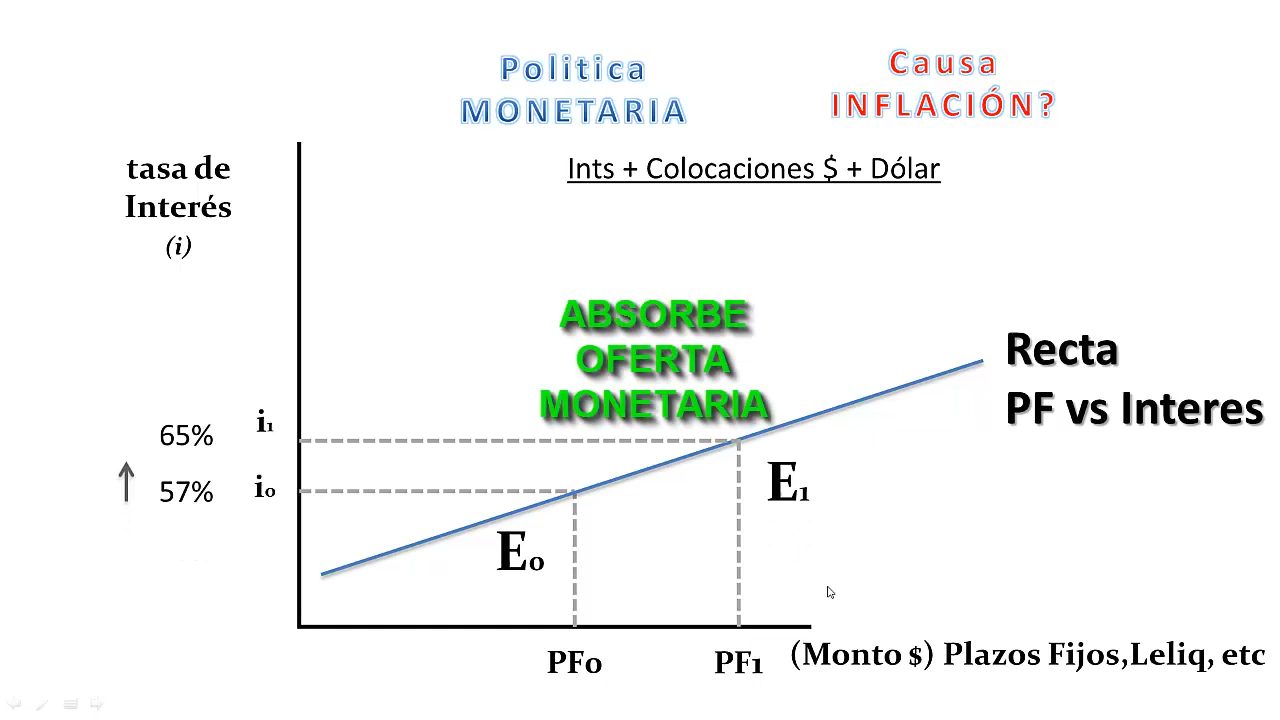 Politica
MONETARIA
Causa
INFLACIÓN?
tasa de
Interés
(i)
Ints + Colocaciones $ + Dólar
ABSORBE
OFERTA
MONETARIA
Recta
PF vs Interes
65%
i₁
57%
i₀
E₁
E₀
PF0
PF1
(Monto $) Plazos Fijos,Leliq, etc